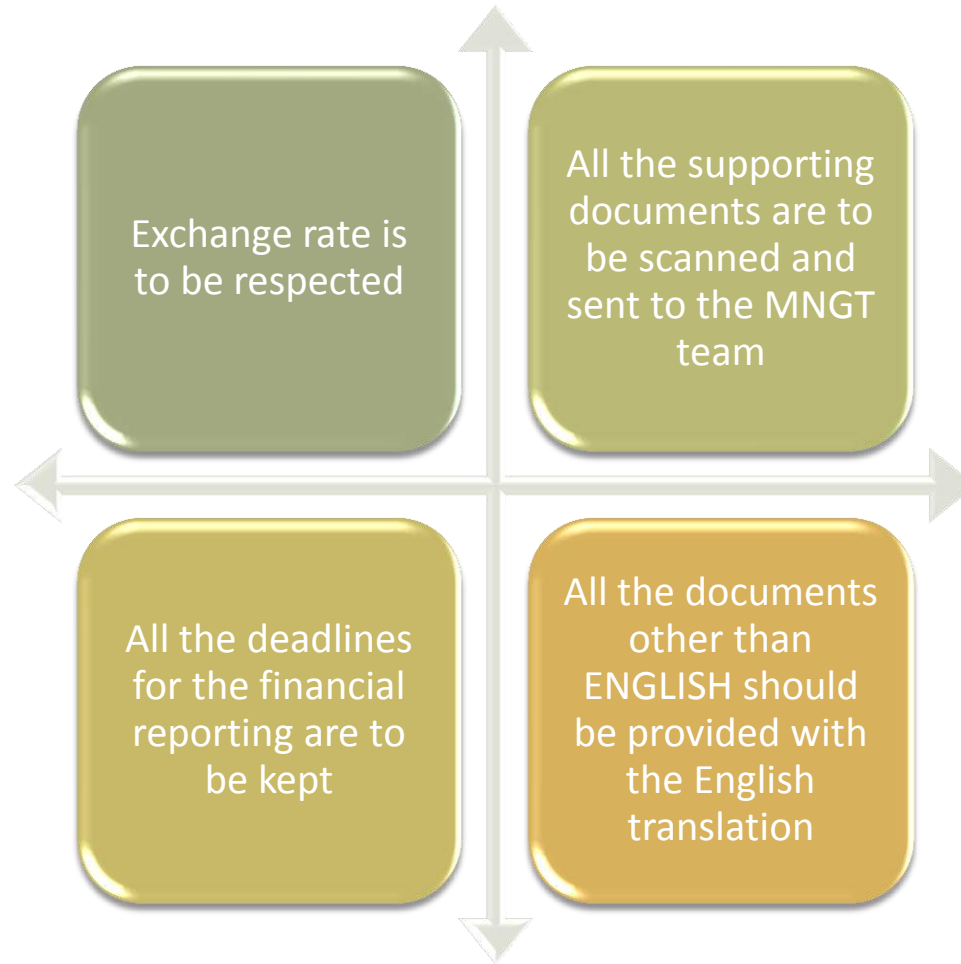 Exchange rate is
to be respected
All the supporting
documents are to
be scanned and
sent to the MNGT
team
All the deadlines
for the financial
reporting are to
be kept
All the documents
other than
ENGLISH should
be provided with
the English
translation